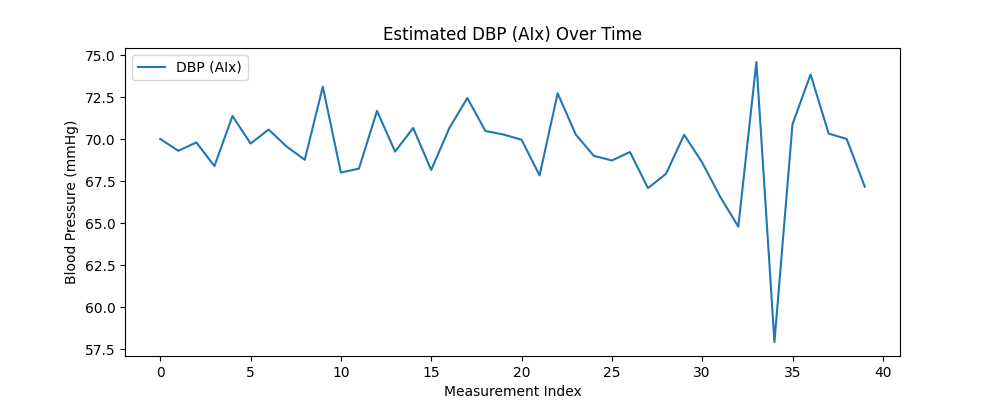 Estimated DBP (AIx) Over Time
DBP (AIx)
Blood Pressure (mmHg)
75.0
72.5
70.0
67.5
65.0
62.5
60.0
57.5
0 5 10 15 20 25 30 35 40
Measurement Index